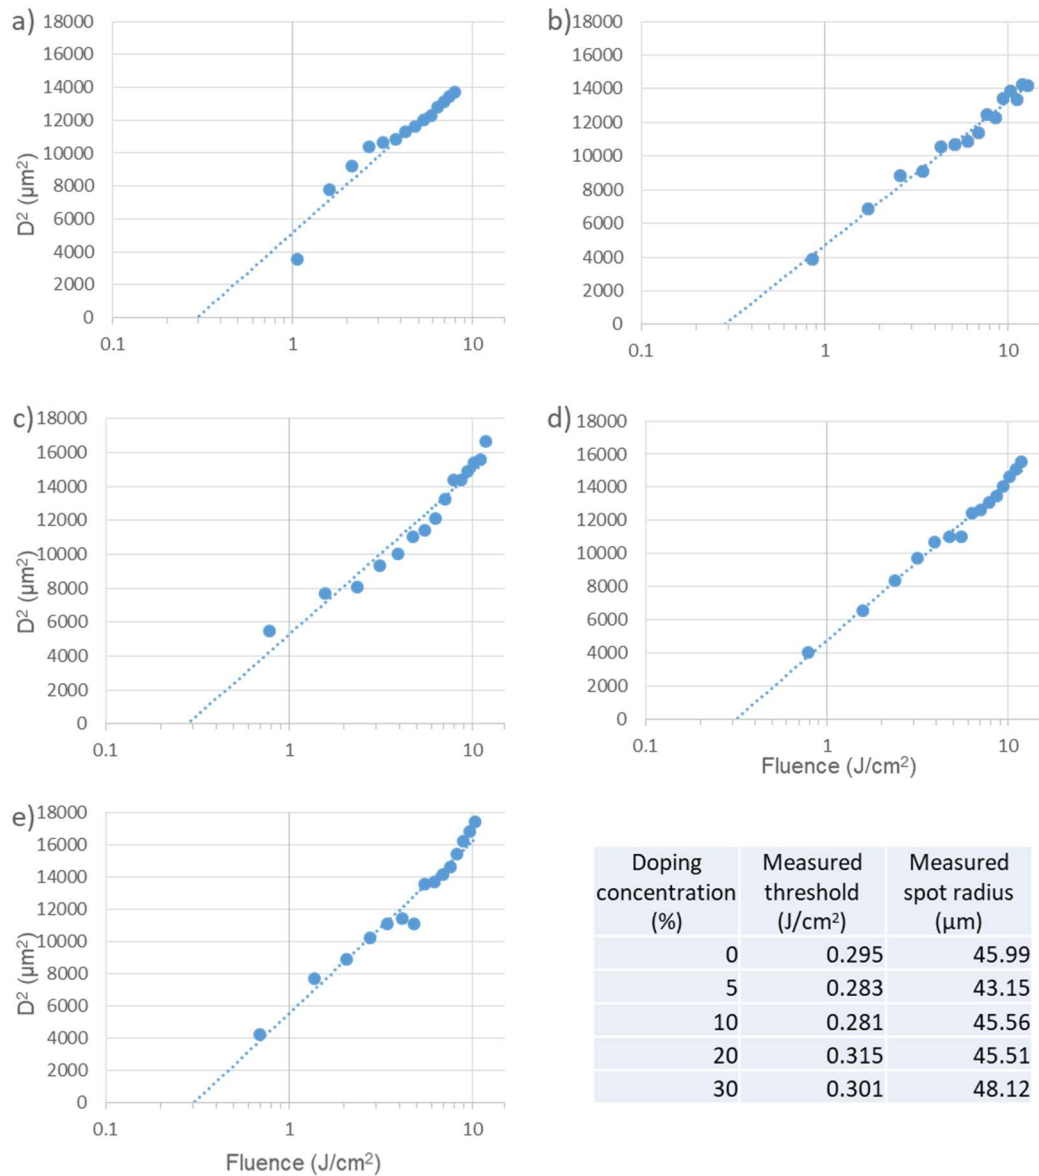 a)
18000
16000
14000
12000
10000
8000
6000
4000
2000
0
D² (µm²)
0.1 1 10
b)
18000
16000
14000
12000
10000
8000
6000
4000
2000
0
0.1 1 10
c)
18000
16000
14000
12000
10000
8000
6000
4000
2000
0
D² (µm²)
0.1 1 10
d)
18000
16000
14000
12000
10000
8000
6000
4000
2000
0
0.1 1 10
Fluence (J/cm²)
e)
18000
16000
14000
12000
10000
8000
6000
4000
2000
0
D² (µm²)
0.1 1 10
Fluence (J/cm²)
Doping Measured Measured
concentration threshold spot radius
(%) (J/cm²) (µm)
0 0.295 45.99
5 0.283 43.15
10 0.281 45.56
20 0.315 45.51
30 0.301 48.12